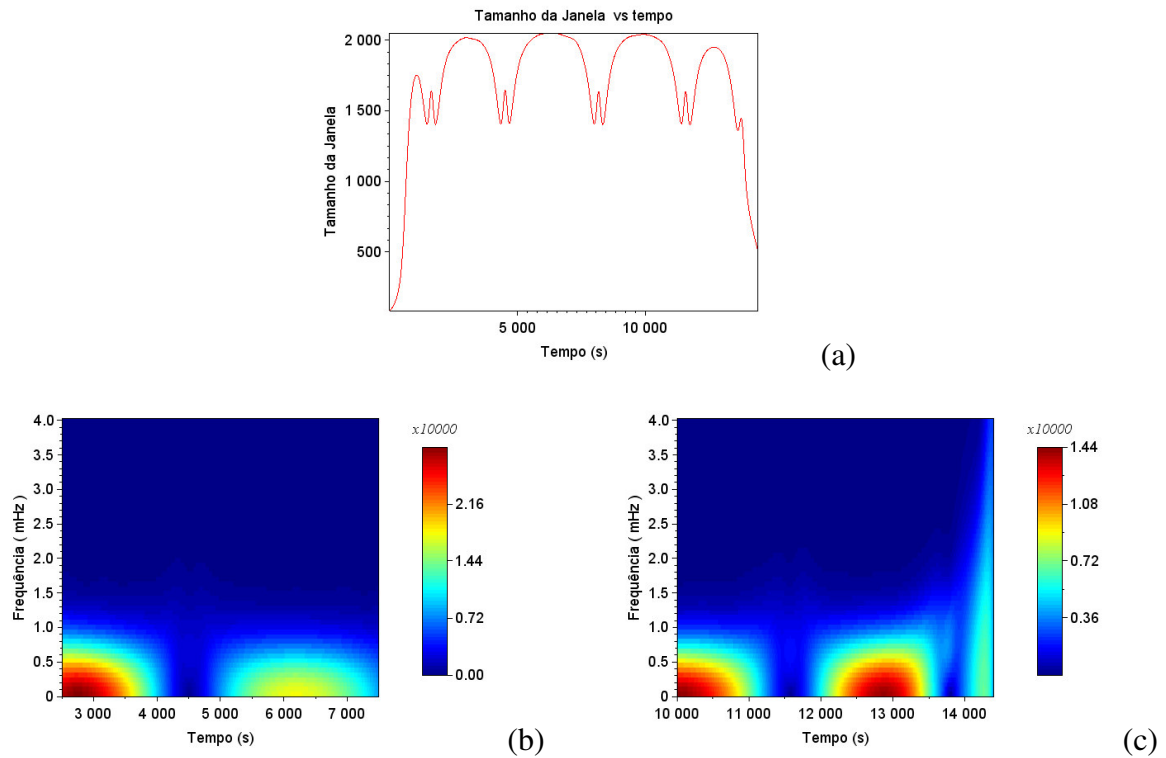 Tamanho da Janela vs tempo
2 000
1 500
1 000
500
Tamanho da Janela
5 000 10 000
Tempo (s)
(a)
4.0
3.5
3.0
2.5
2.0
1.5
1.0
0.5
0
Frequência ( mHz )
3 000 4 000 5 000 6 000 7 000
Tempo (s)
x10000
2.16
1.44
0.72
0.00
(b)
4.0
3.5
3.0
2.5
2.0
1.5
1.0
0.5
0
Frequência ( mHz )
10 000 11 000 12 000 13 000 14 000
Tempo (s)
x10000
1.44
1.08
0.72
0.36
(c)